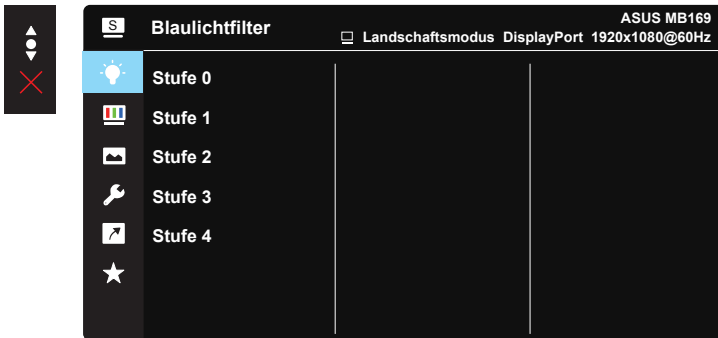 S
Blaulichtfilter
ASUS MB169
Landschaftsmodus DisplayPort 1920x1080@60Hz
Stufe 0
Stufe 1
Stufe 2
Stufe 3
Stufe 4